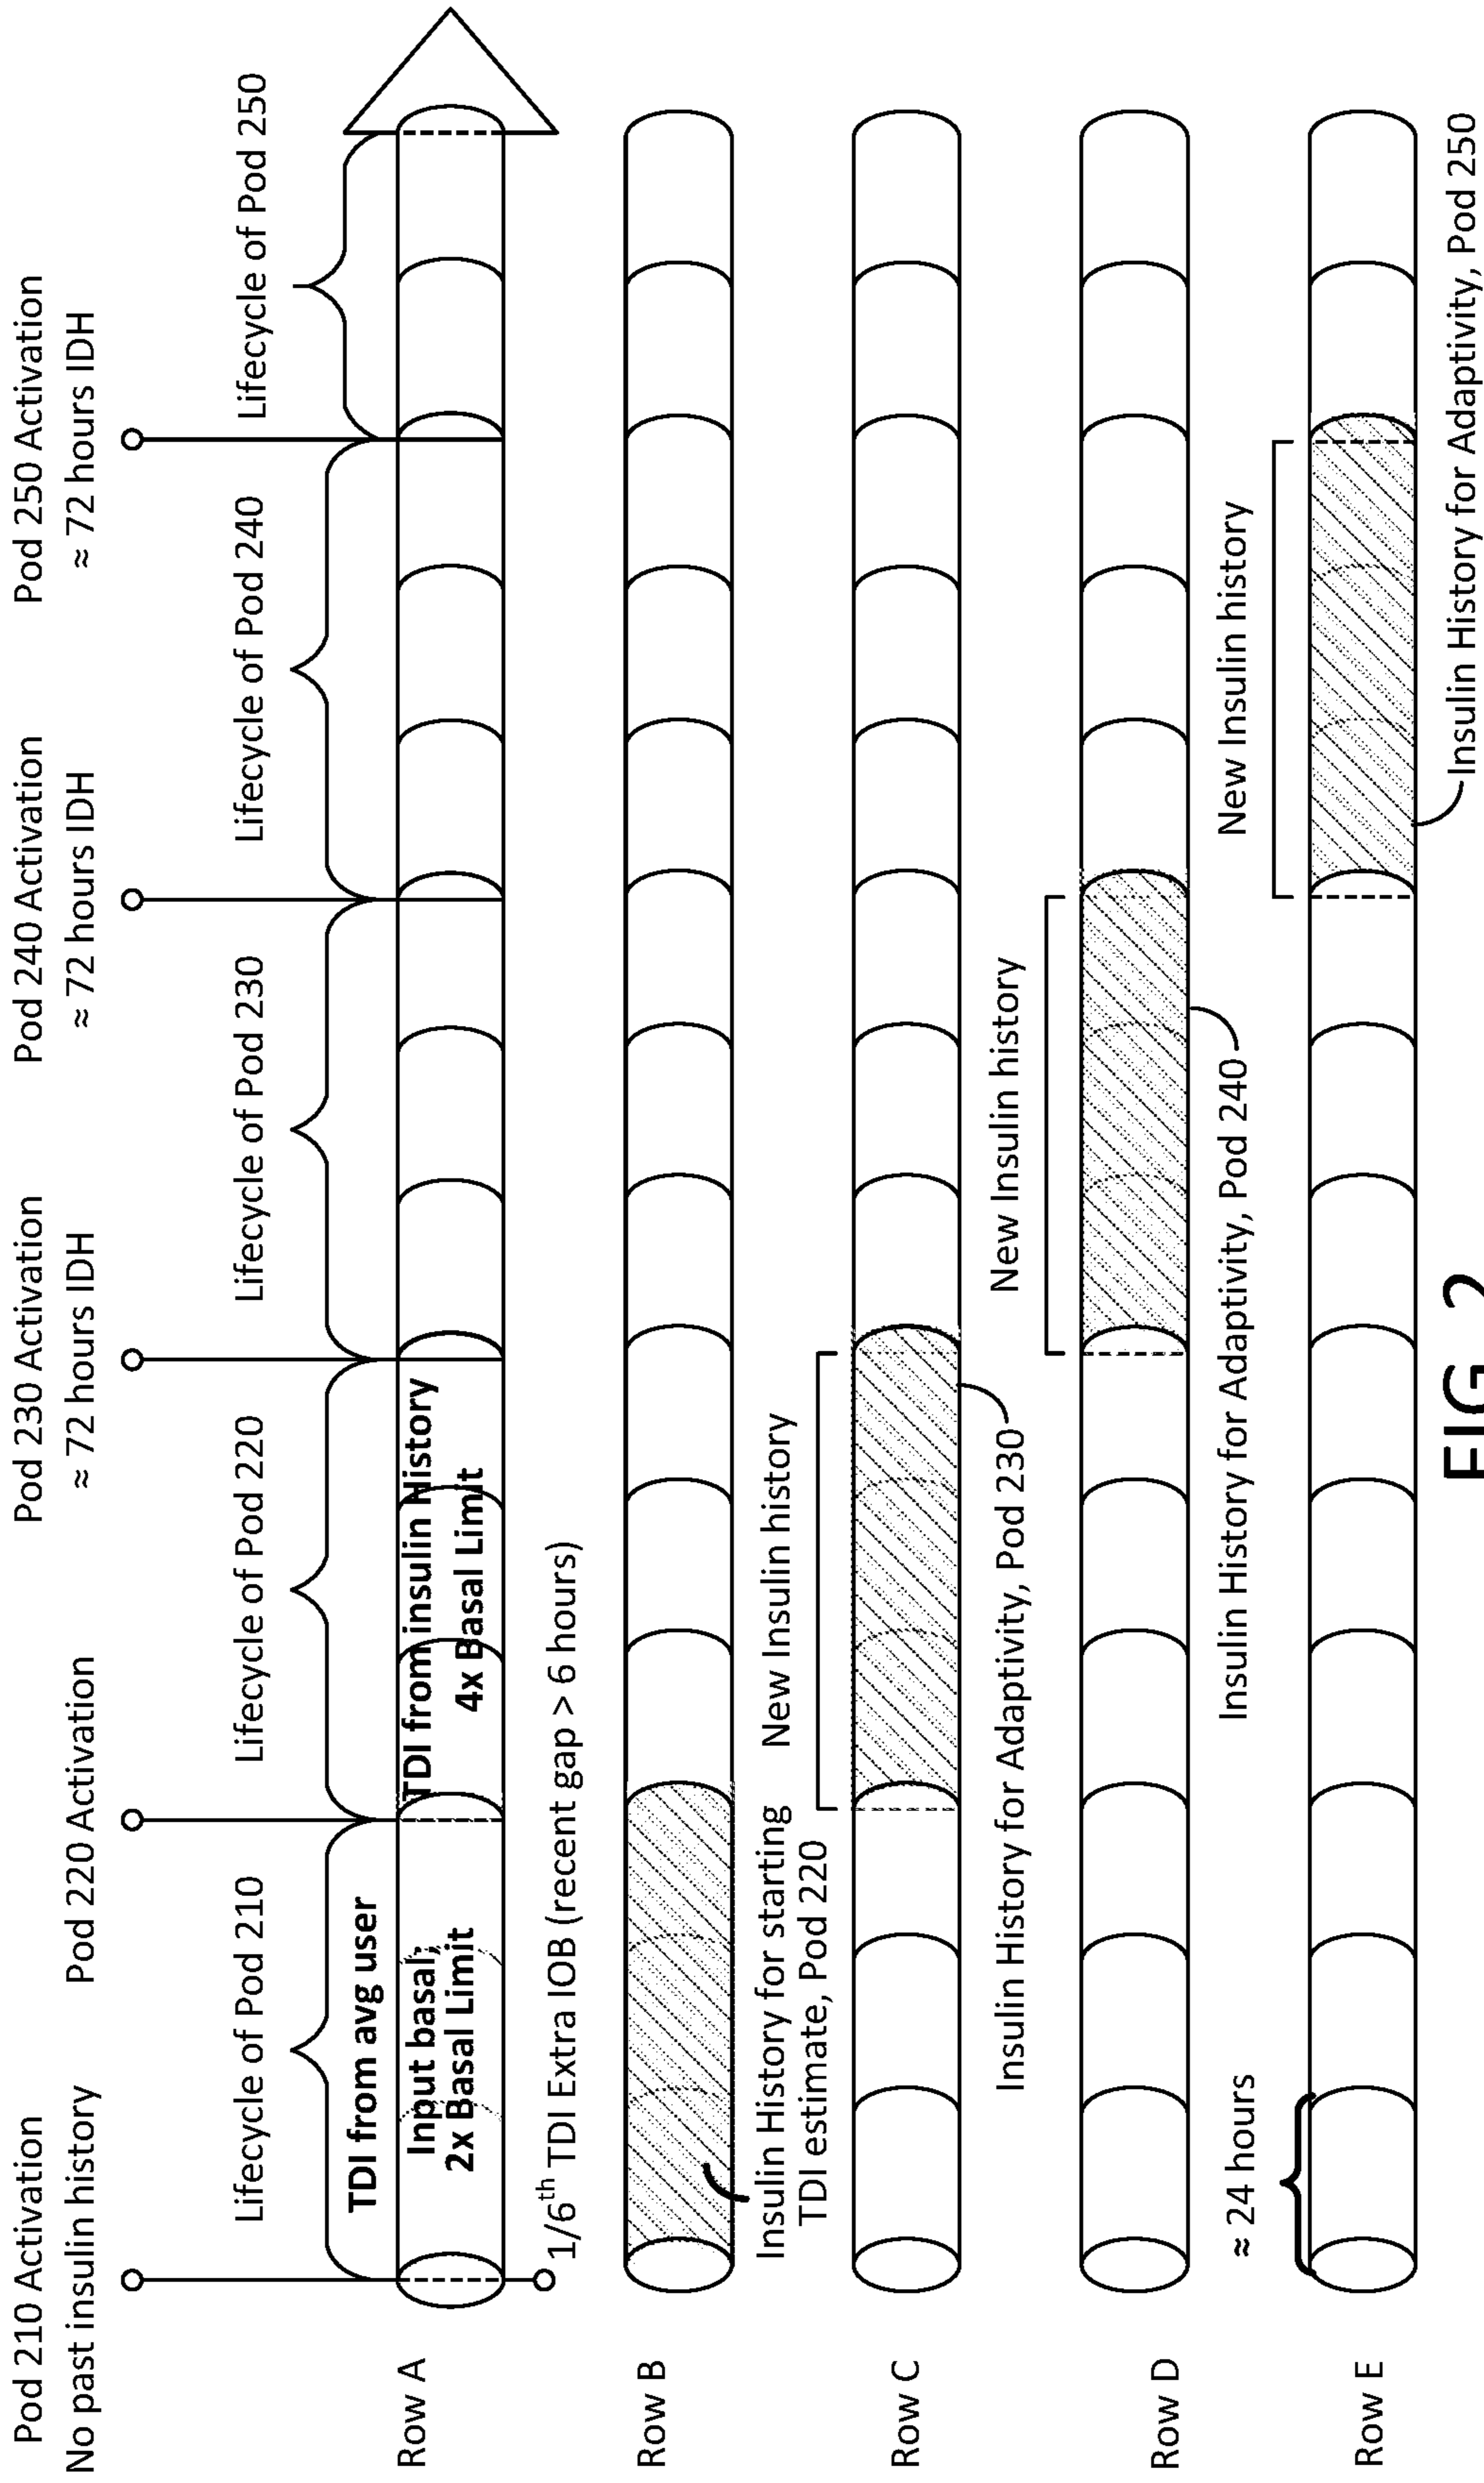 Pod 210 Activation
No past insulin history
Pod 220 Activation
Pod 230 Activation
≈ 72 hours IDH
Pod 240 Activation
≈ 72 hours IDH
Pod 250 Activation
≈ 72 hours IDH
Lifecycle of Pod 210
Lifecycle of Pod 220
Lifecycle of Pod 230
Lifecycle of Pod 240
Lifecycle of Pod 250
TDI from avg user
Row A
Input basal;
2x Basal Limit
TDI from insulin History
4x Basal Limit
1/6th TDI Extra IOB (recent gap > 6 hours)
Row B
Insulin History for starting
TDI estimate, Pod 220
New Insulin history
Row C
Insulin History for Adaptivity, Pod 230
New Insulin history
Row D
Insulin History for Adaptivity, Pod 240
New Insulin history
≈ 24 hours
Row E
Insulin History for Adaptivity, Pod 250
FIG. 2